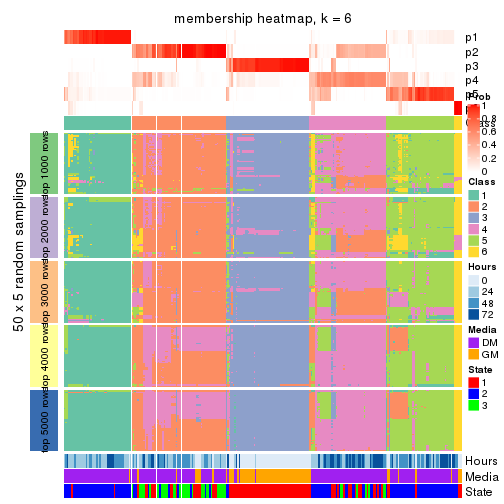 membership heatmap, k = 6
p1
p2
p3
p4
p5
Prob
1
0.8
0.6
0.4
0.2
0
Class
1
2
3
4
5
6
Hours
0
24
48
72
Media
DM
GM
State
1
2
3
50 x 5 random samplings
top 1000 rows
top 2000 rows
top 3000 rows
top 4000 rows
top 5000 rows
Hours
Media
State